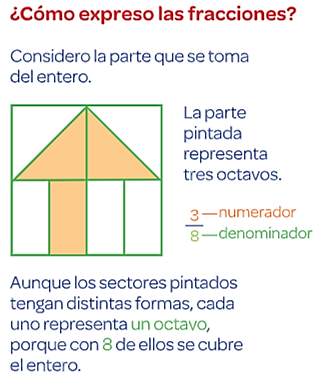 ¿Cómo expreso las fracciones?
Considero la parte que se toma
del entero.
La parte
pintada
representa
tres octavos.
3 — numerador
8 — denominador
Aunque los sectores pintados
tengan distintas formas, cada
uno representa un octavo,
porque con 8 de ellos se cubre
el entero.